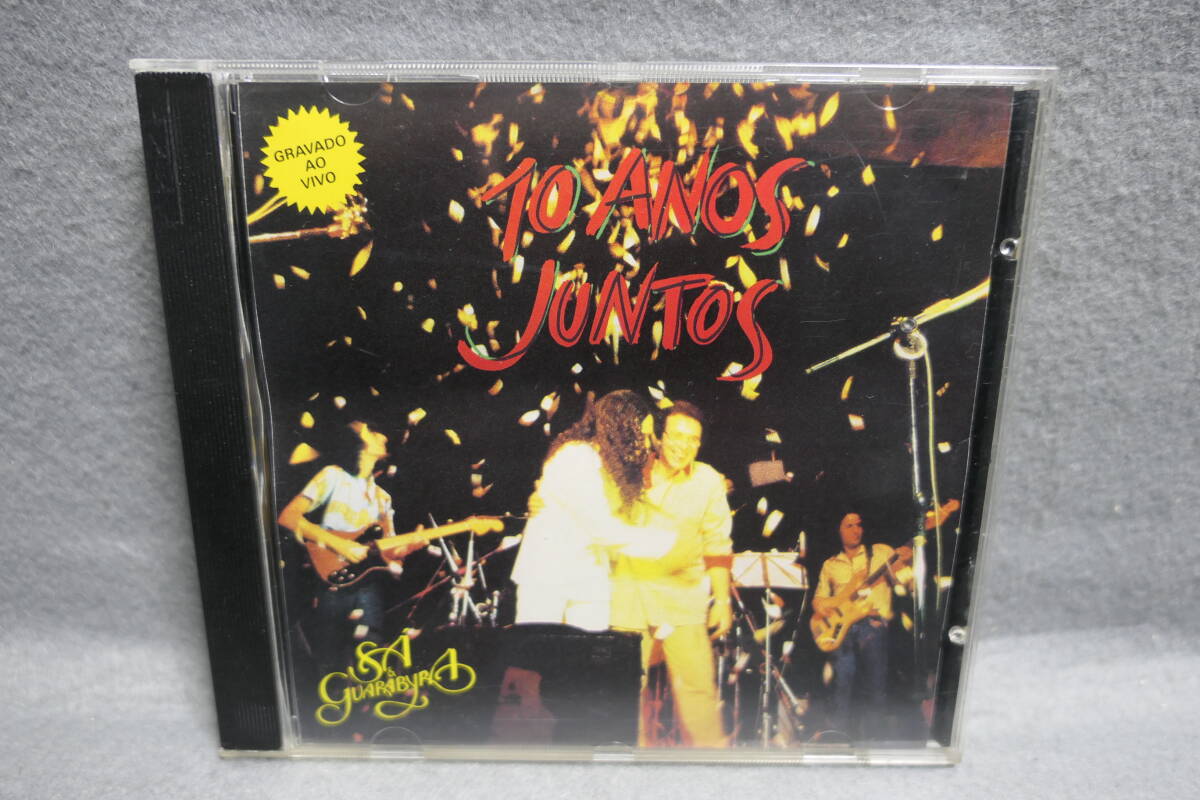 GRAVADO
AO
VIVO
10 ANOS
JUNTOS
SÁ
&
GUARABYRA